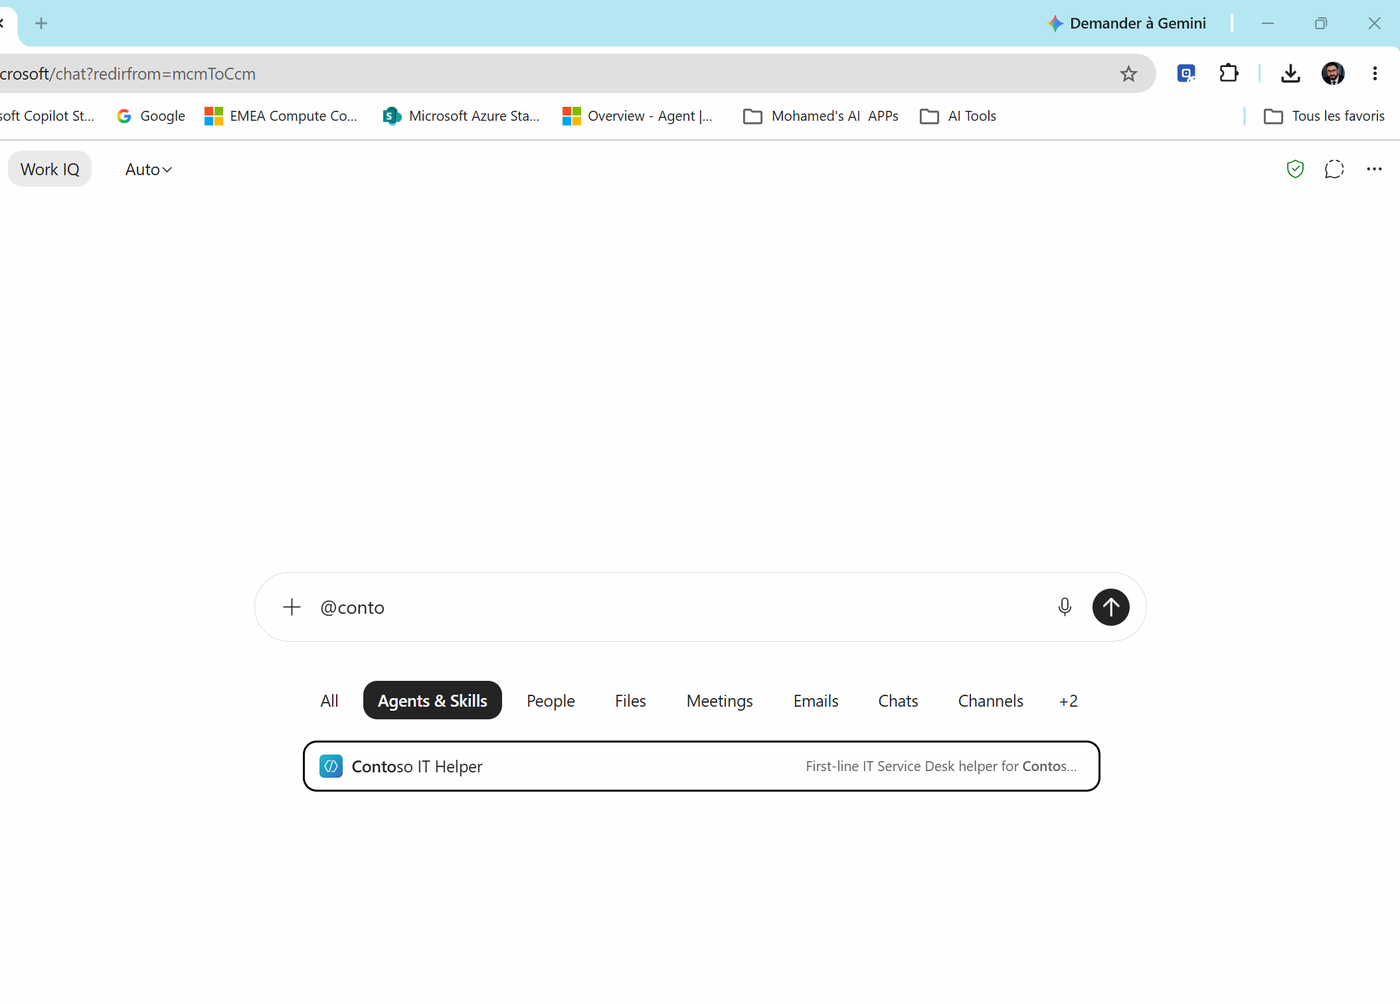 Demander à Gemini
crosoft/chat?redirfrom=mcmToCcm
soft Copilot St... Google EMEA Compute Co... Microsoft Azure Sta... Overview - Agent |... Mohamed's AI APPs AI Tools Tous les favoris
Work IQ Auto
@conto
All Agents & Skills People Files Meetings Emails Chats Channels +2
Contoso IT Helper First-line IT Service Desk helper for Contos...